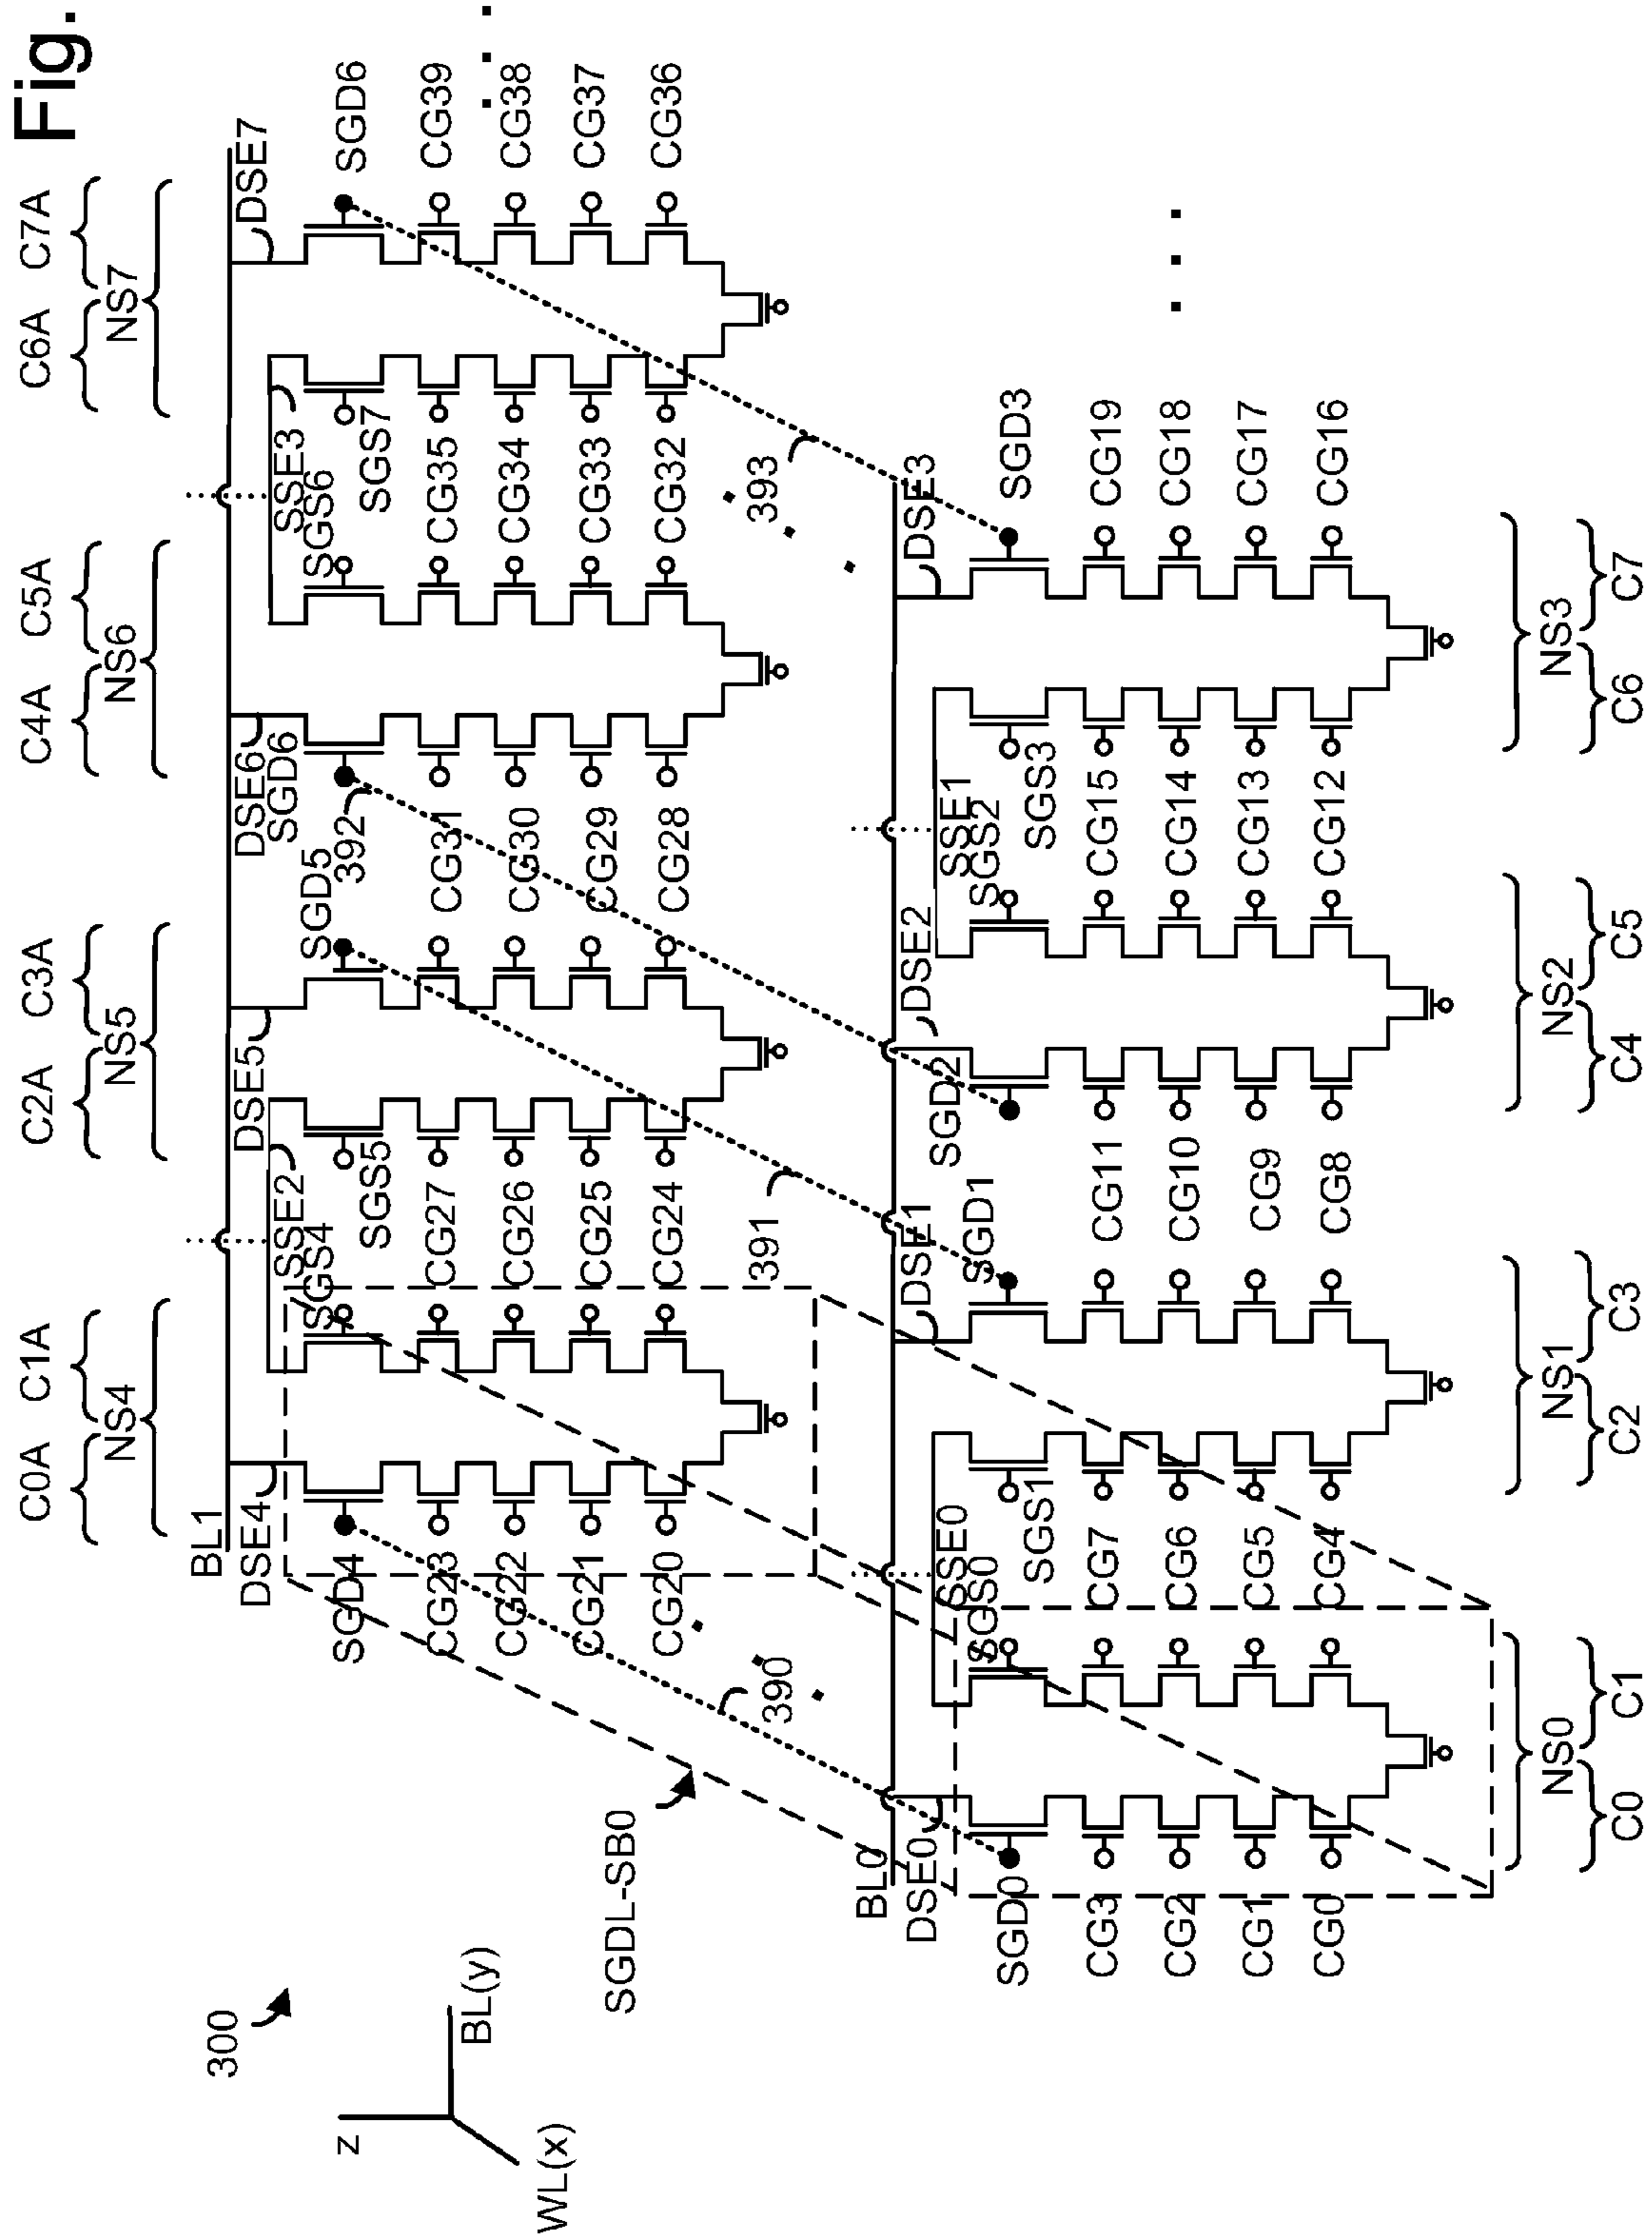 Fig.
C0A C1A C2A C3A C4A C5A C6A C7A
NS4 NS5 NS6 NS7
300
BL1
DSE4 DSE5 DSE6 DSE7
SSE2 SSE3
SGD4 SGS4 SGS5 SGD5 SGD6 SGS6 SGS7 SGD6
392
CG23 CG27 CG31 CG35 CG39
CG22 CG26 CG30 CG34 CG38
CG21 CG25 CG29 CG33 CG37
CG20 CG24 CG28 CG32 CG36
z
BL(y)
WL(x)
SGDL-SB0
390 391 393
BL0
DSE0 DSE1 DSE2 DSE3
SSE0 SSE1
SGD0 SGS0 SGS1 SGD1 SGD2 SGS2 SGS3 SGD3
CG3 CG7 CG11 CG15 CG19
CG2 CG6 CG10 CG14 CG18
CG1 CG5 CG9 CG13 CG17
CG0 CG4 CG8 CG12 CG16
NS0 NS1 NS2 NS3
C0 C1 C2 C3 C4 C5 C6 C7